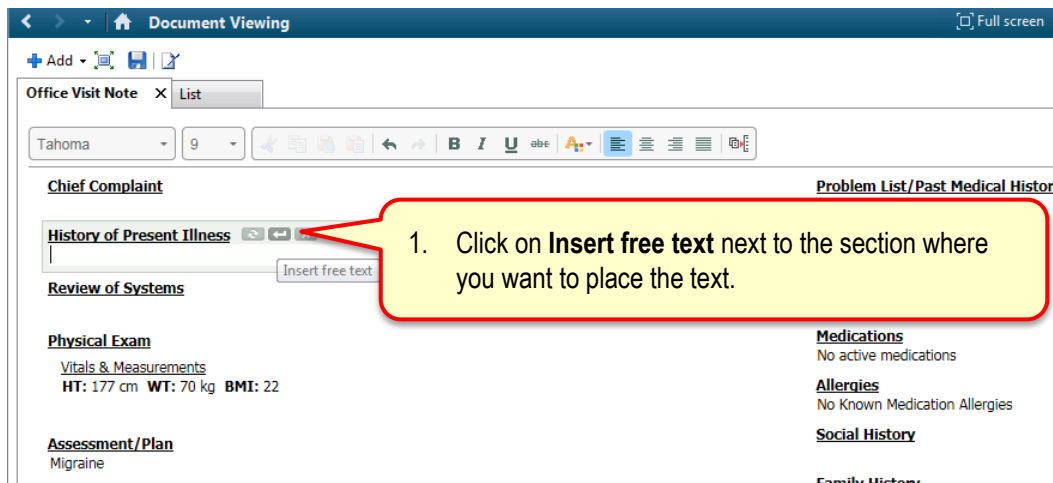 Document Viewing
Full screen
Add
Office Visit Note X
List
Tahoma
9
B I U abc A
Chief Complaint
Problem List/Past Medical Histor
History of Present Illness
Insert free text
1. Click on Insert free text next to the section where
you want to place the text.
Review of Systems
Physical Exam
Vitals & Measurements
HT: 177 cm WT: 70 kg BMI: 22
Medications
No active medications
Allergies
No Known Medication Allergies
Social History
Assessment/Plan
Migraine
Family History